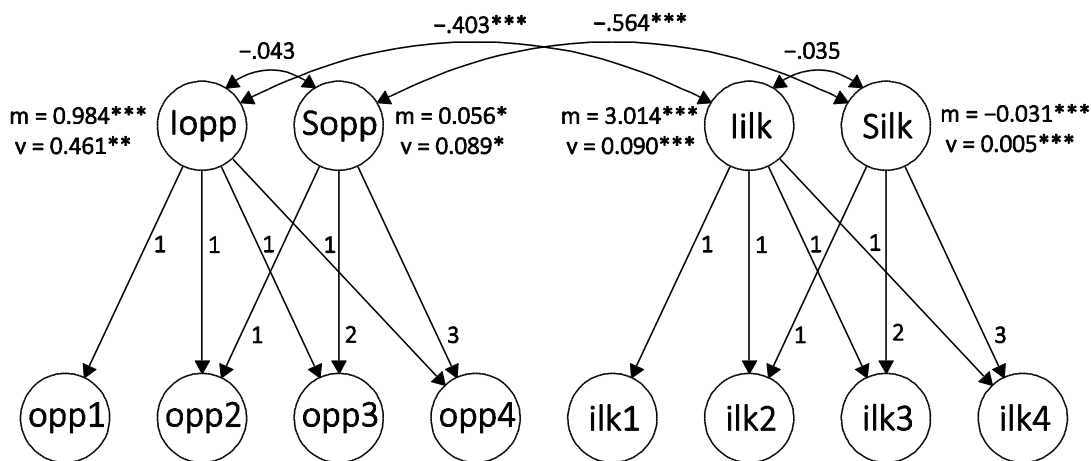 −.403***
−.564***
−.043
−.035
m = 0.984***
v = 0.461**
Iopp
Sopp
m = 0.056*
v = 0.089*
m = 3.014***
v = 0.090***
Iilk
Silk
m = −0.031***
v = 0.005***
1
1
1
1
1
1
1
1
1
2
3
1
2
3
opp1
opp2
opp3
opp4
ilk1
ilk2
ilk3
ilk4